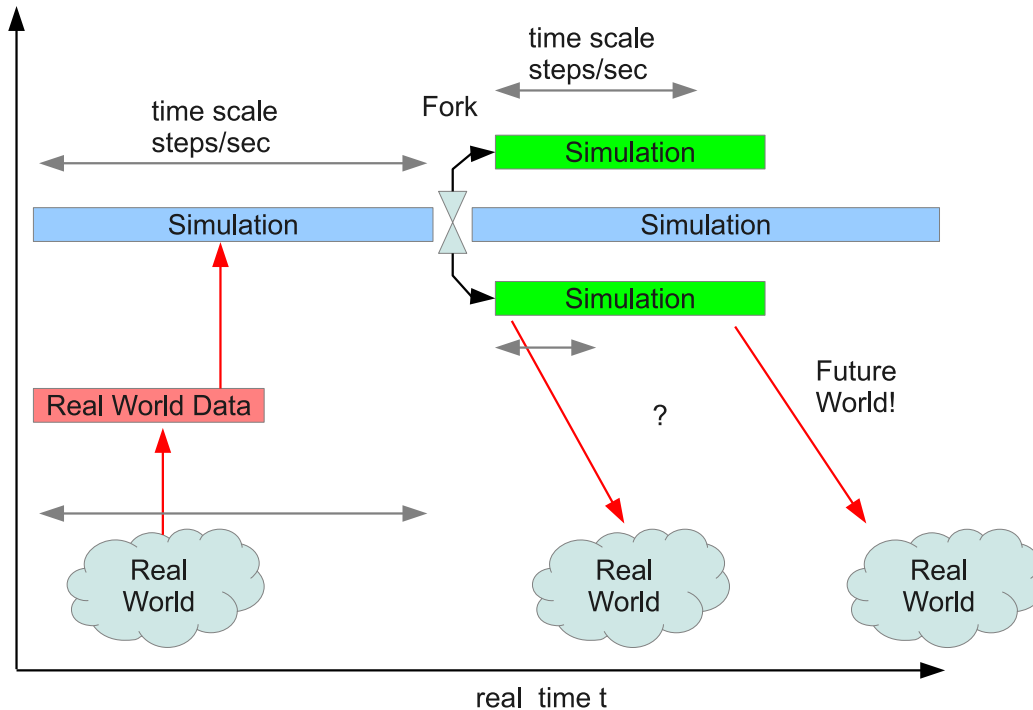 time scale
steps/sec
Fork
time scale
steps/sec
Simulation
Simulation
Simulation
Simulation
Future
World!
Real World Data
?
Real
World
Real
World
Real
World
real time t